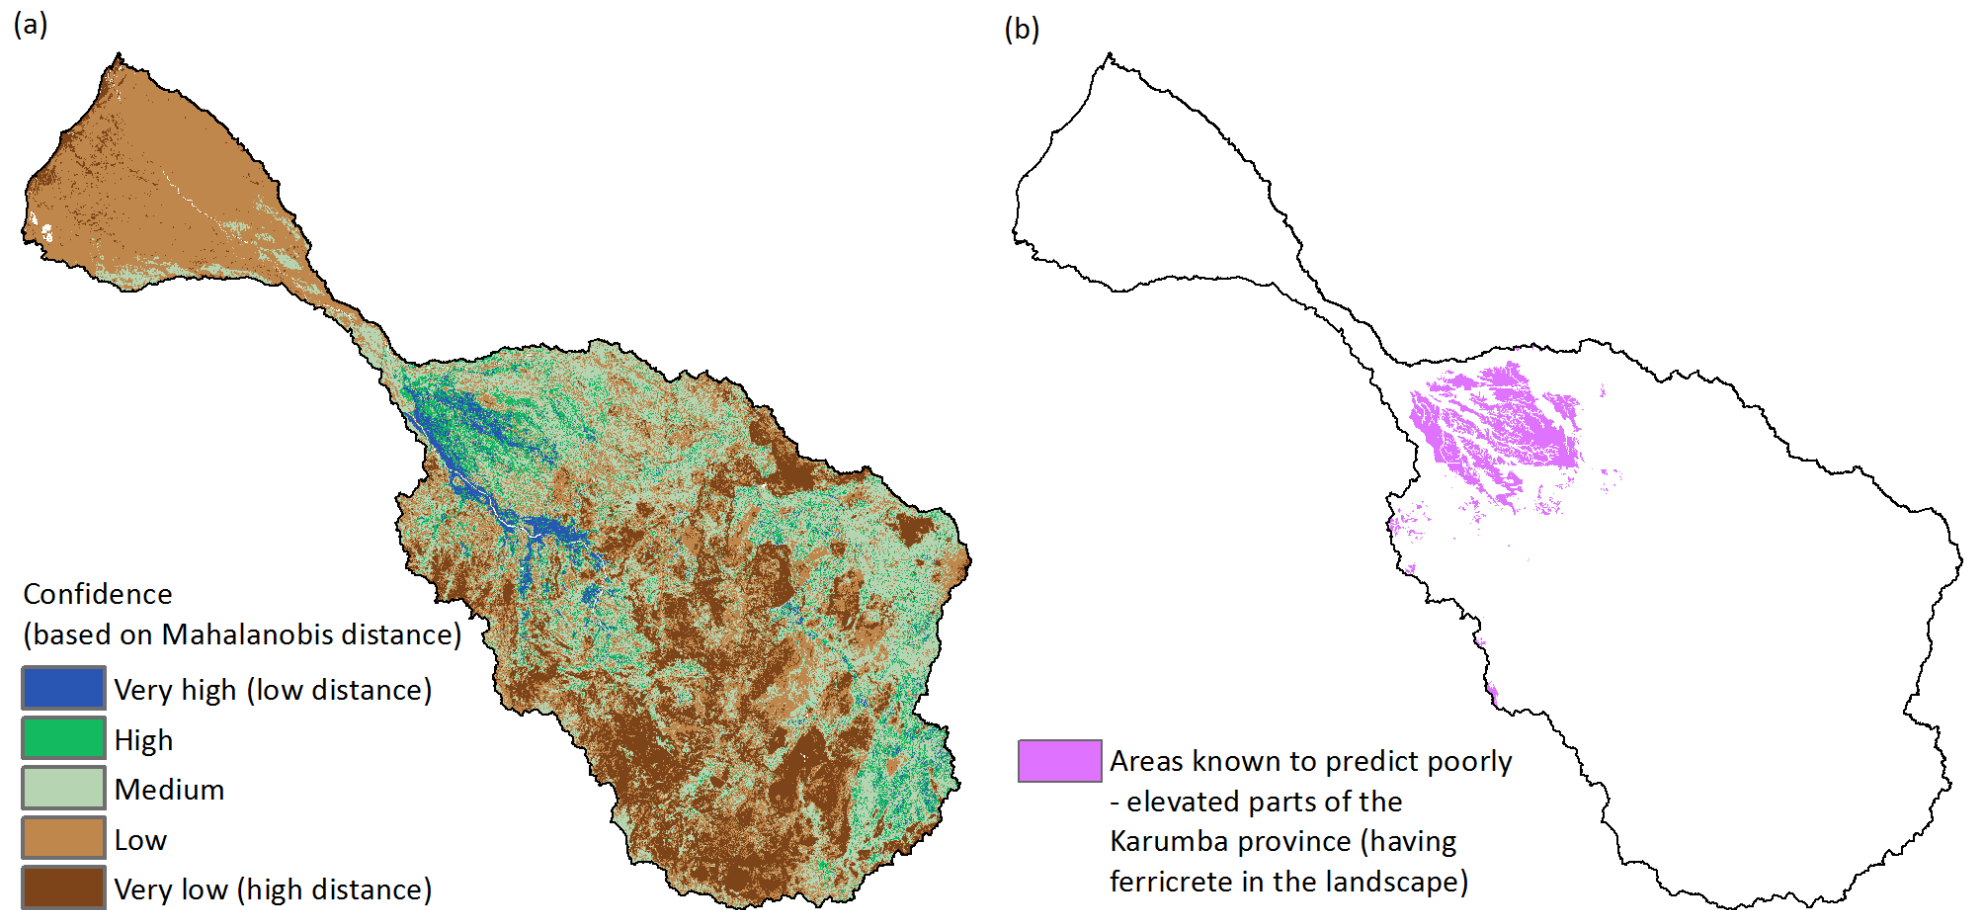 (a)
(b)
Confidence
(based on Mahalanobis distance)
Very high (low distance)
High
Medium
Low
Very low (high distance)
Areas known to predict poorly
- elevated parts of the
Karumba province (having
ferricrete in the landscape)